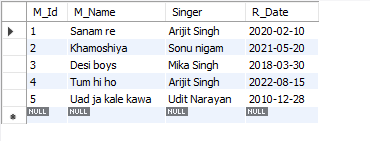 M_Id M_Name Singer R_Date
1 Sanam re Arijit Singh 2020-02-10
2 Khamoshiya Sonu nigam 2021-05-20
3 Desi boys Mika Singh 2018-03-30
4 Tum hi ho Arijit Singh 2022-08-15
5 Uad ja kale kawa Udit Narayan 2010-12-28
NULL NULL NULL NULL